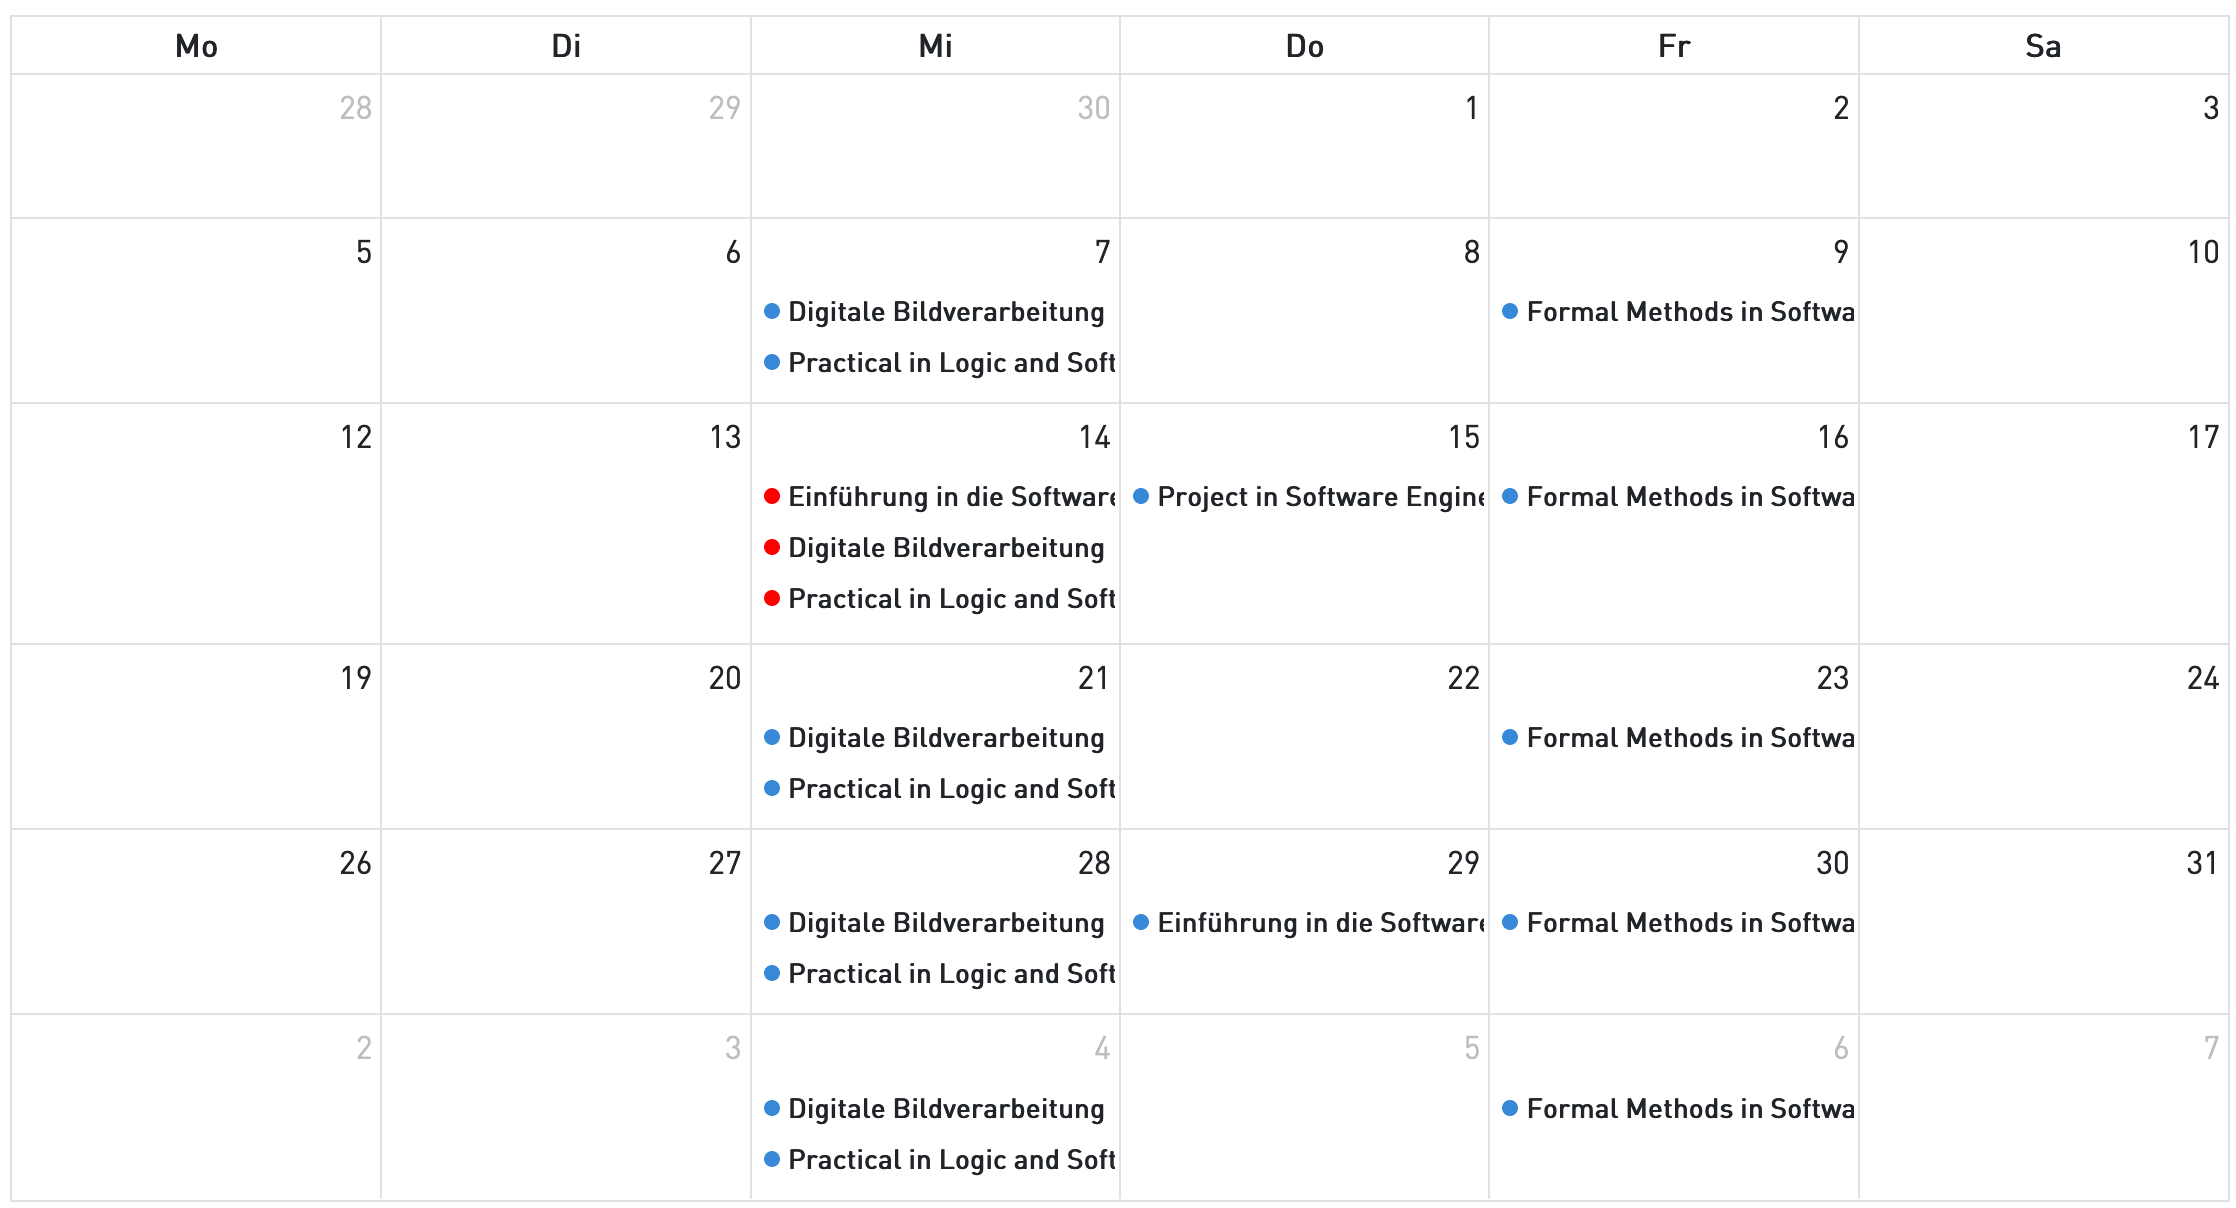 Mo Di Mi Do Fr Sa
28 29 30 1 2 3
5 6 7 8 9 10
Digitale Bildverarbeitung Formal Methods in Softwa
Practical in Logic and Soft
12 13 14 15 16 17
Einführung in die Software Project in Software Engine Formal Methods in Softwa
Digitale Bildverarbeitung
Practical in Logic and Soft
19 20 21 22 23 24
Digitale Bildverarbeitung Formal Methods in Softwa
Practical in Logic and Soft
26 27 28 29 30 31
Digitale Bildverarbeitung Einführung in die Software Formal Methods in Softwa
Practical in Logic and Soft
2 3 4 5 6 7
Digitale Bildverarbeitung Formal Methods in Softwa
Practical in Logic and Soft